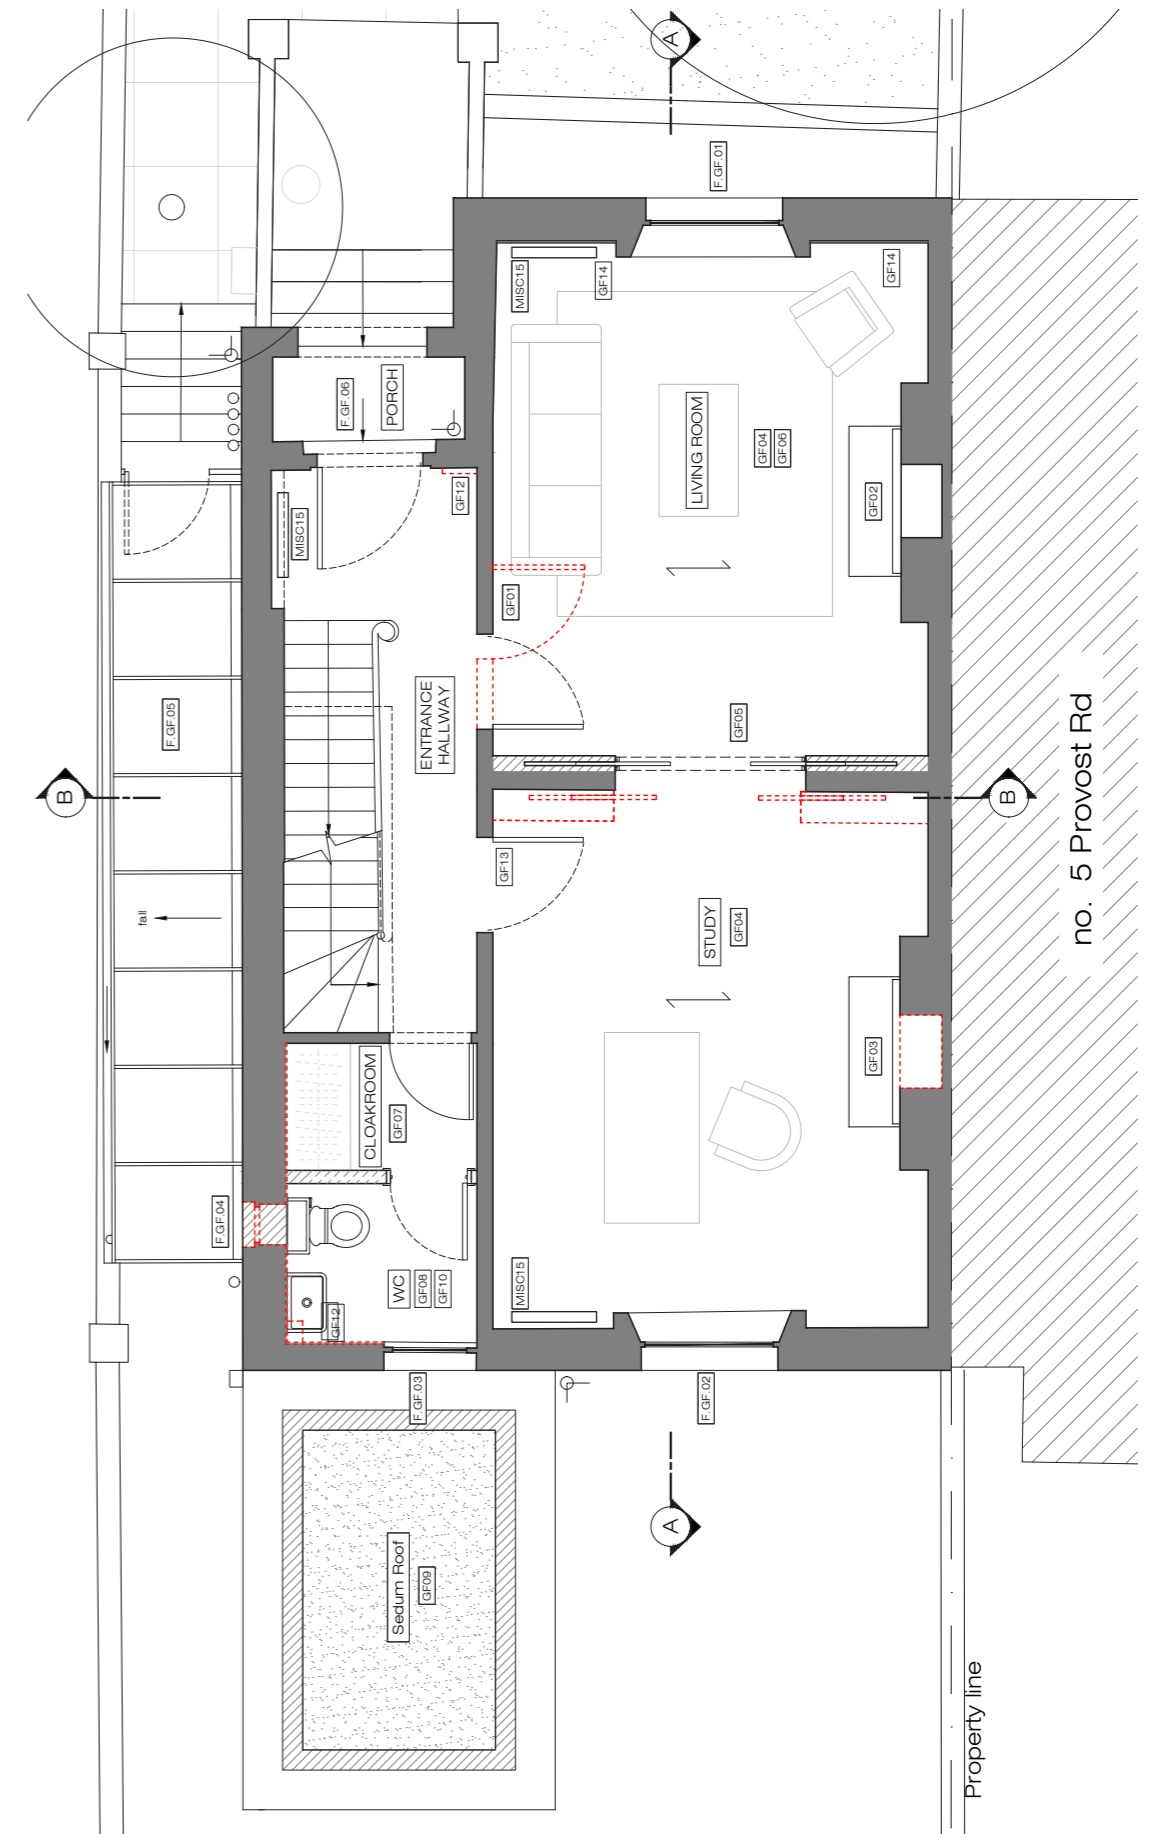 A
F.GF.01
MISC15
GF14
GF14
F.GF.06
PORCH
LIVING ROOM
GF04
GF06
GF02
GF12
MISC15
GF01
F.GF.05
ENTRANCE
HALLWAY
GF05
B
B
no. 5 Provost Rd
GF13
fall
STUDY
GF04
GF03
CLOAKROOM
GF07
F.GF.04
WC
GF08
GF10
GF12
MISC15
F.GF.03
F.GF.02
A
Sedum Roof
GF09
Property line